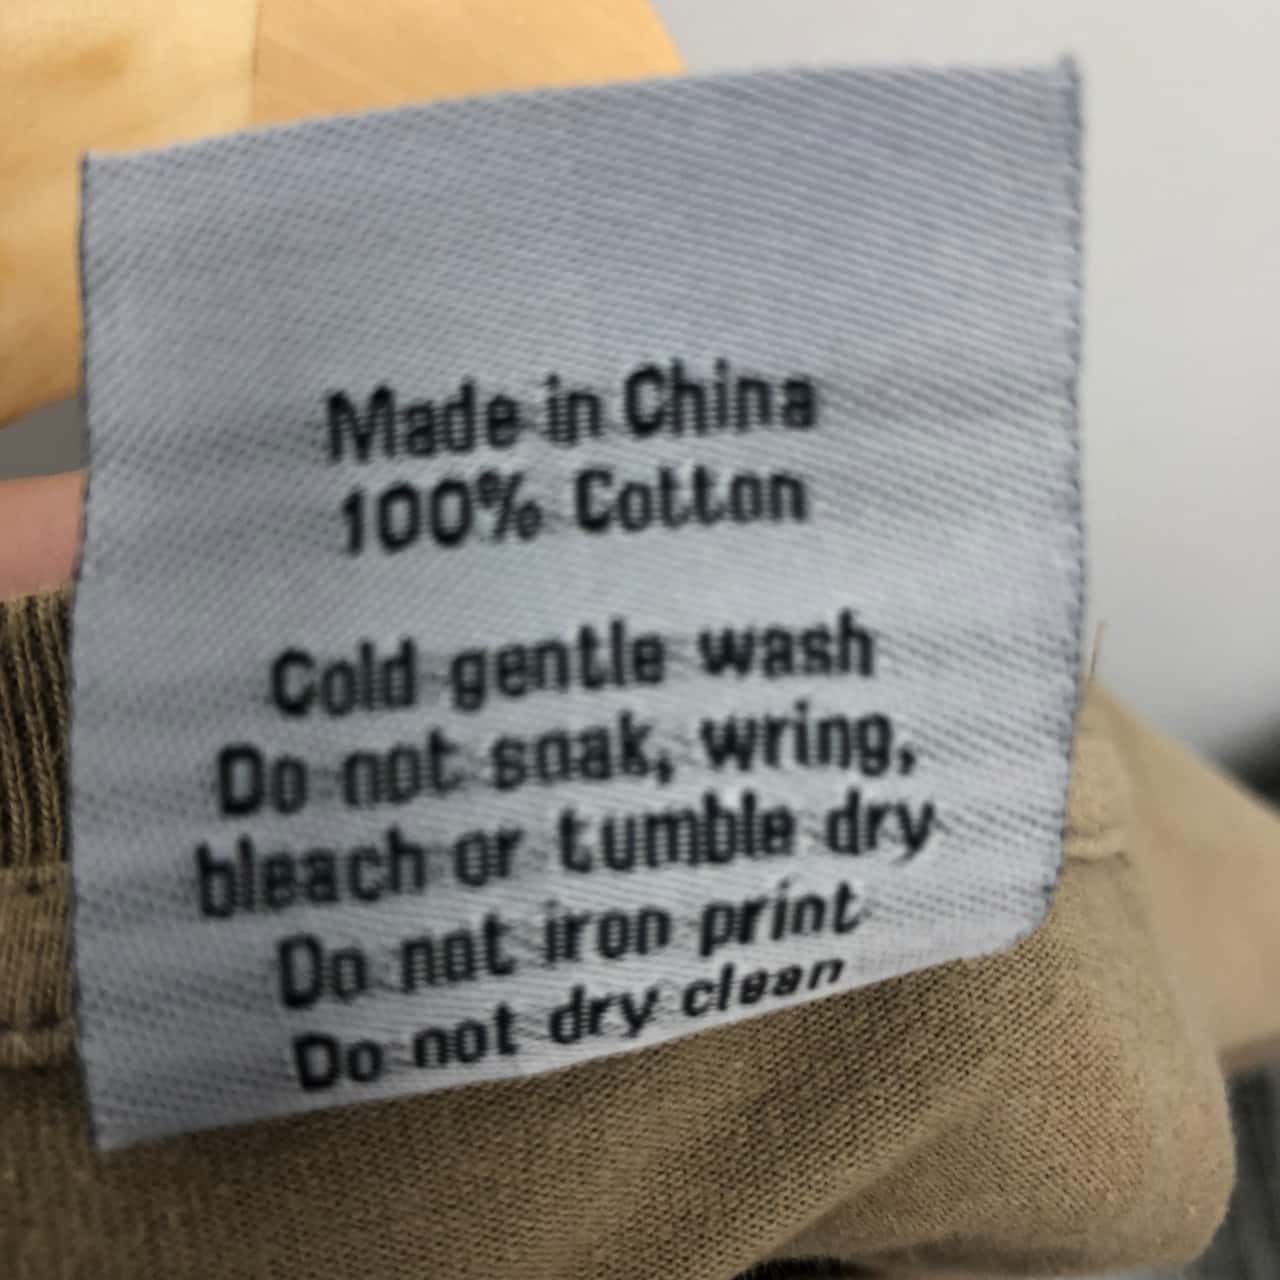 Made in China
100% Cotton
Cold gentle wash
Do not soak, wring,
bleach or tumble dry
Do not iron print
Do not dry clean